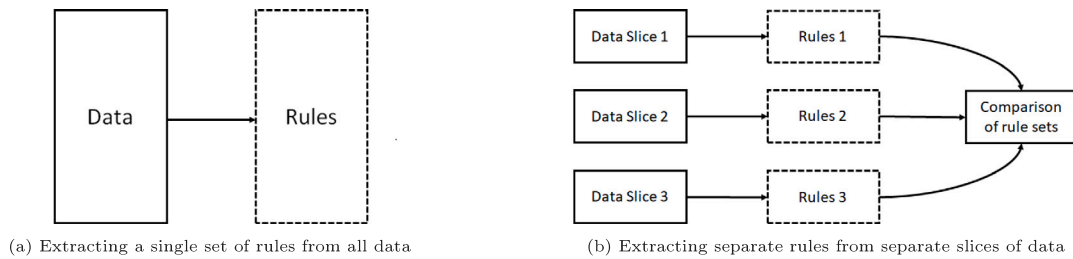 Data
Rules
(a) Extracting a single set of rules from all data
Data Slice 1
Rules 1
Data Slice 2
Rules 2
Data Slice 3
Rules 3
Comparison
of rule sets
(b) Extracting separate rules from separate slices of data